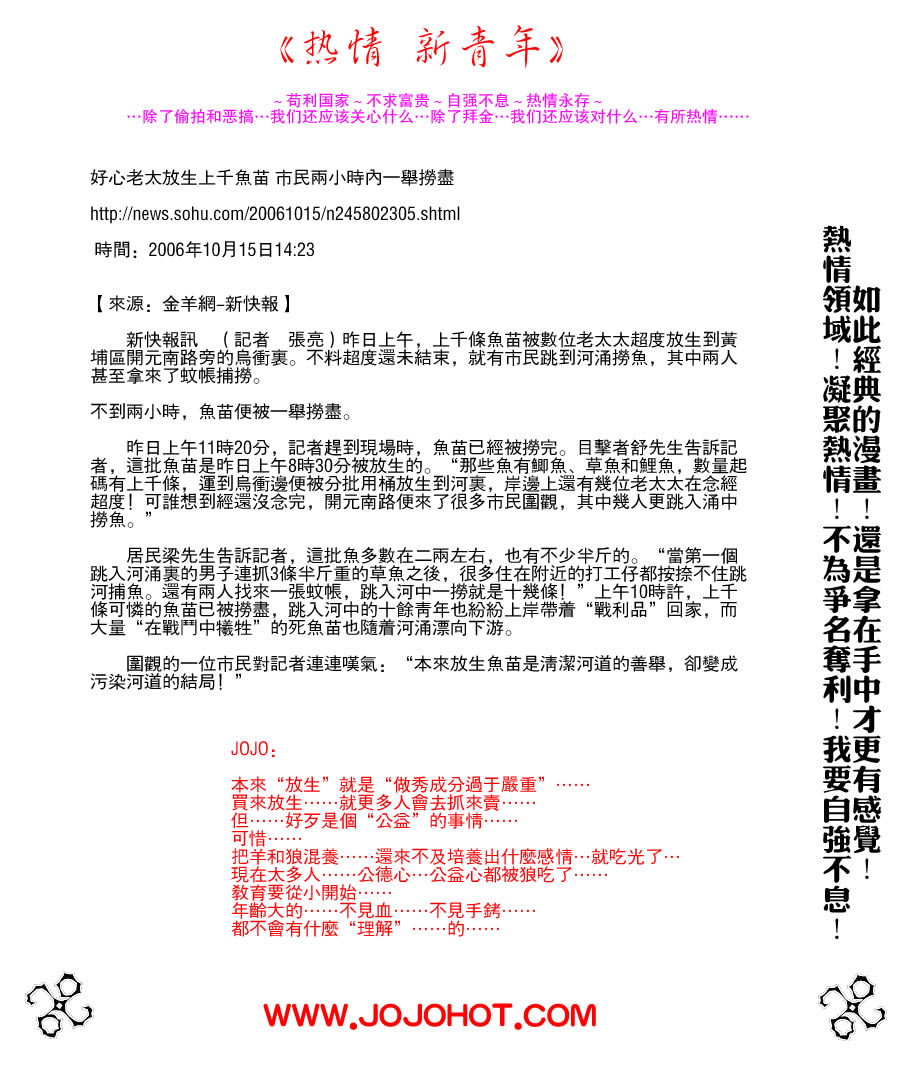 《热情 新青年》
～苟利国家～不求富贵～自强不息～热情永存～
…除了偷拍和恶搞…我们还应该关心什么…除了拜金…我们还应该对什么…有所热情……
好心老太放生上千魚苗 市民兩小時內一舉撈盡
http://news.sohu.com/20061015/n245802305.shtml
時間：2006年10月15日14:23
【來源：金羊網-新快報】
新快報訊　（記者　張亮）昨日上午，上千條魚苗被數位老太太超度放生到黃
埔區開元南路旁的烏衝裏。不料超度還未結束，就有市民跳到河涌撈魚，其中兩人
甚至拿來了蚊帳捕撈。
不到兩小時，魚苗便被一舉撈盡。
昨日上午11時20分，記者趕到現場時，魚苗已經被撈完。目擊者舒先生告訴記
者，這批魚苗是昨日上午8時30分被放生的。“那些魚有鯽魚、草魚和鯉魚，數量起
碼有上千條，運到烏衝邊便被分批用桶放生到河裏，岸邊上還有幾位老太太在念經
超度！可誰想到經還沒念完，開元南路便來了很多市民圍觀，其中幾人更跳入涌中
撈魚。”
居民梁先生告訴記者，這批魚多數在二兩左右，也有不少半斤的。“當第一個
跳入河涌裏的男子連抓3條半斤重的草魚之後，很多住在附近的打工仔都按捺不住跳
河捕魚。還有兩人找來一張蚊帳，跳入河中一撈就是十幾條！”上午10時許，上千
條可憐的魚苗已被撈盡，跳入河中的十餘青年也紛紛上岸帶着“戰利品”回家，而
大量“在戰鬥中犧牲”的死魚苗也隨着河涌漂向下游。
圍觀的一位市民對記者連連嘆氣：“本來放生魚苗是清潔河道的善舉，卻變成
污染河道的結局！”
JOJO：
本來“放生”就是“做秀成分過于嚴重”……
買來放生……就更多人會去抓來賣……
但……好歹是個“公益”的事情……
可惜……
把羊和狼混養……還來不及培養出什麼感情…就吃光了…
現在太多人……公德心…公益心都被狼吃了……
敎育要從小開始……
年齡大的……不見血……不見手銬……
都不會有什麼“理解”……的……
如此經典的漫畫！還是拿在手中才更有感覺！
熱情領域！凝聚熱情！不為爭名奪利！我要自強不息！
WWW.JOJOHOT.COM